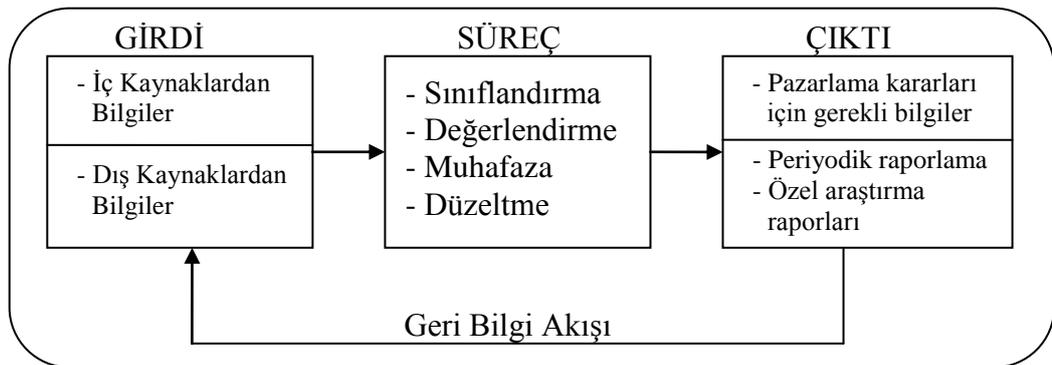 GİRDİ
- İç Kaynaklardan
Bilgiler
- Dış Kaynaklardan
Bilgiler
SÜREÇ
- Sınıflandırma
- Değerlendirme
- Muhafaza
- Düzeltme
ÇIKTI
- Pazarlama kararları
için gerekli bilgiler
- Periyodik raporlama
- Özel araştırma
raporları
Geri Bilgi Akışı